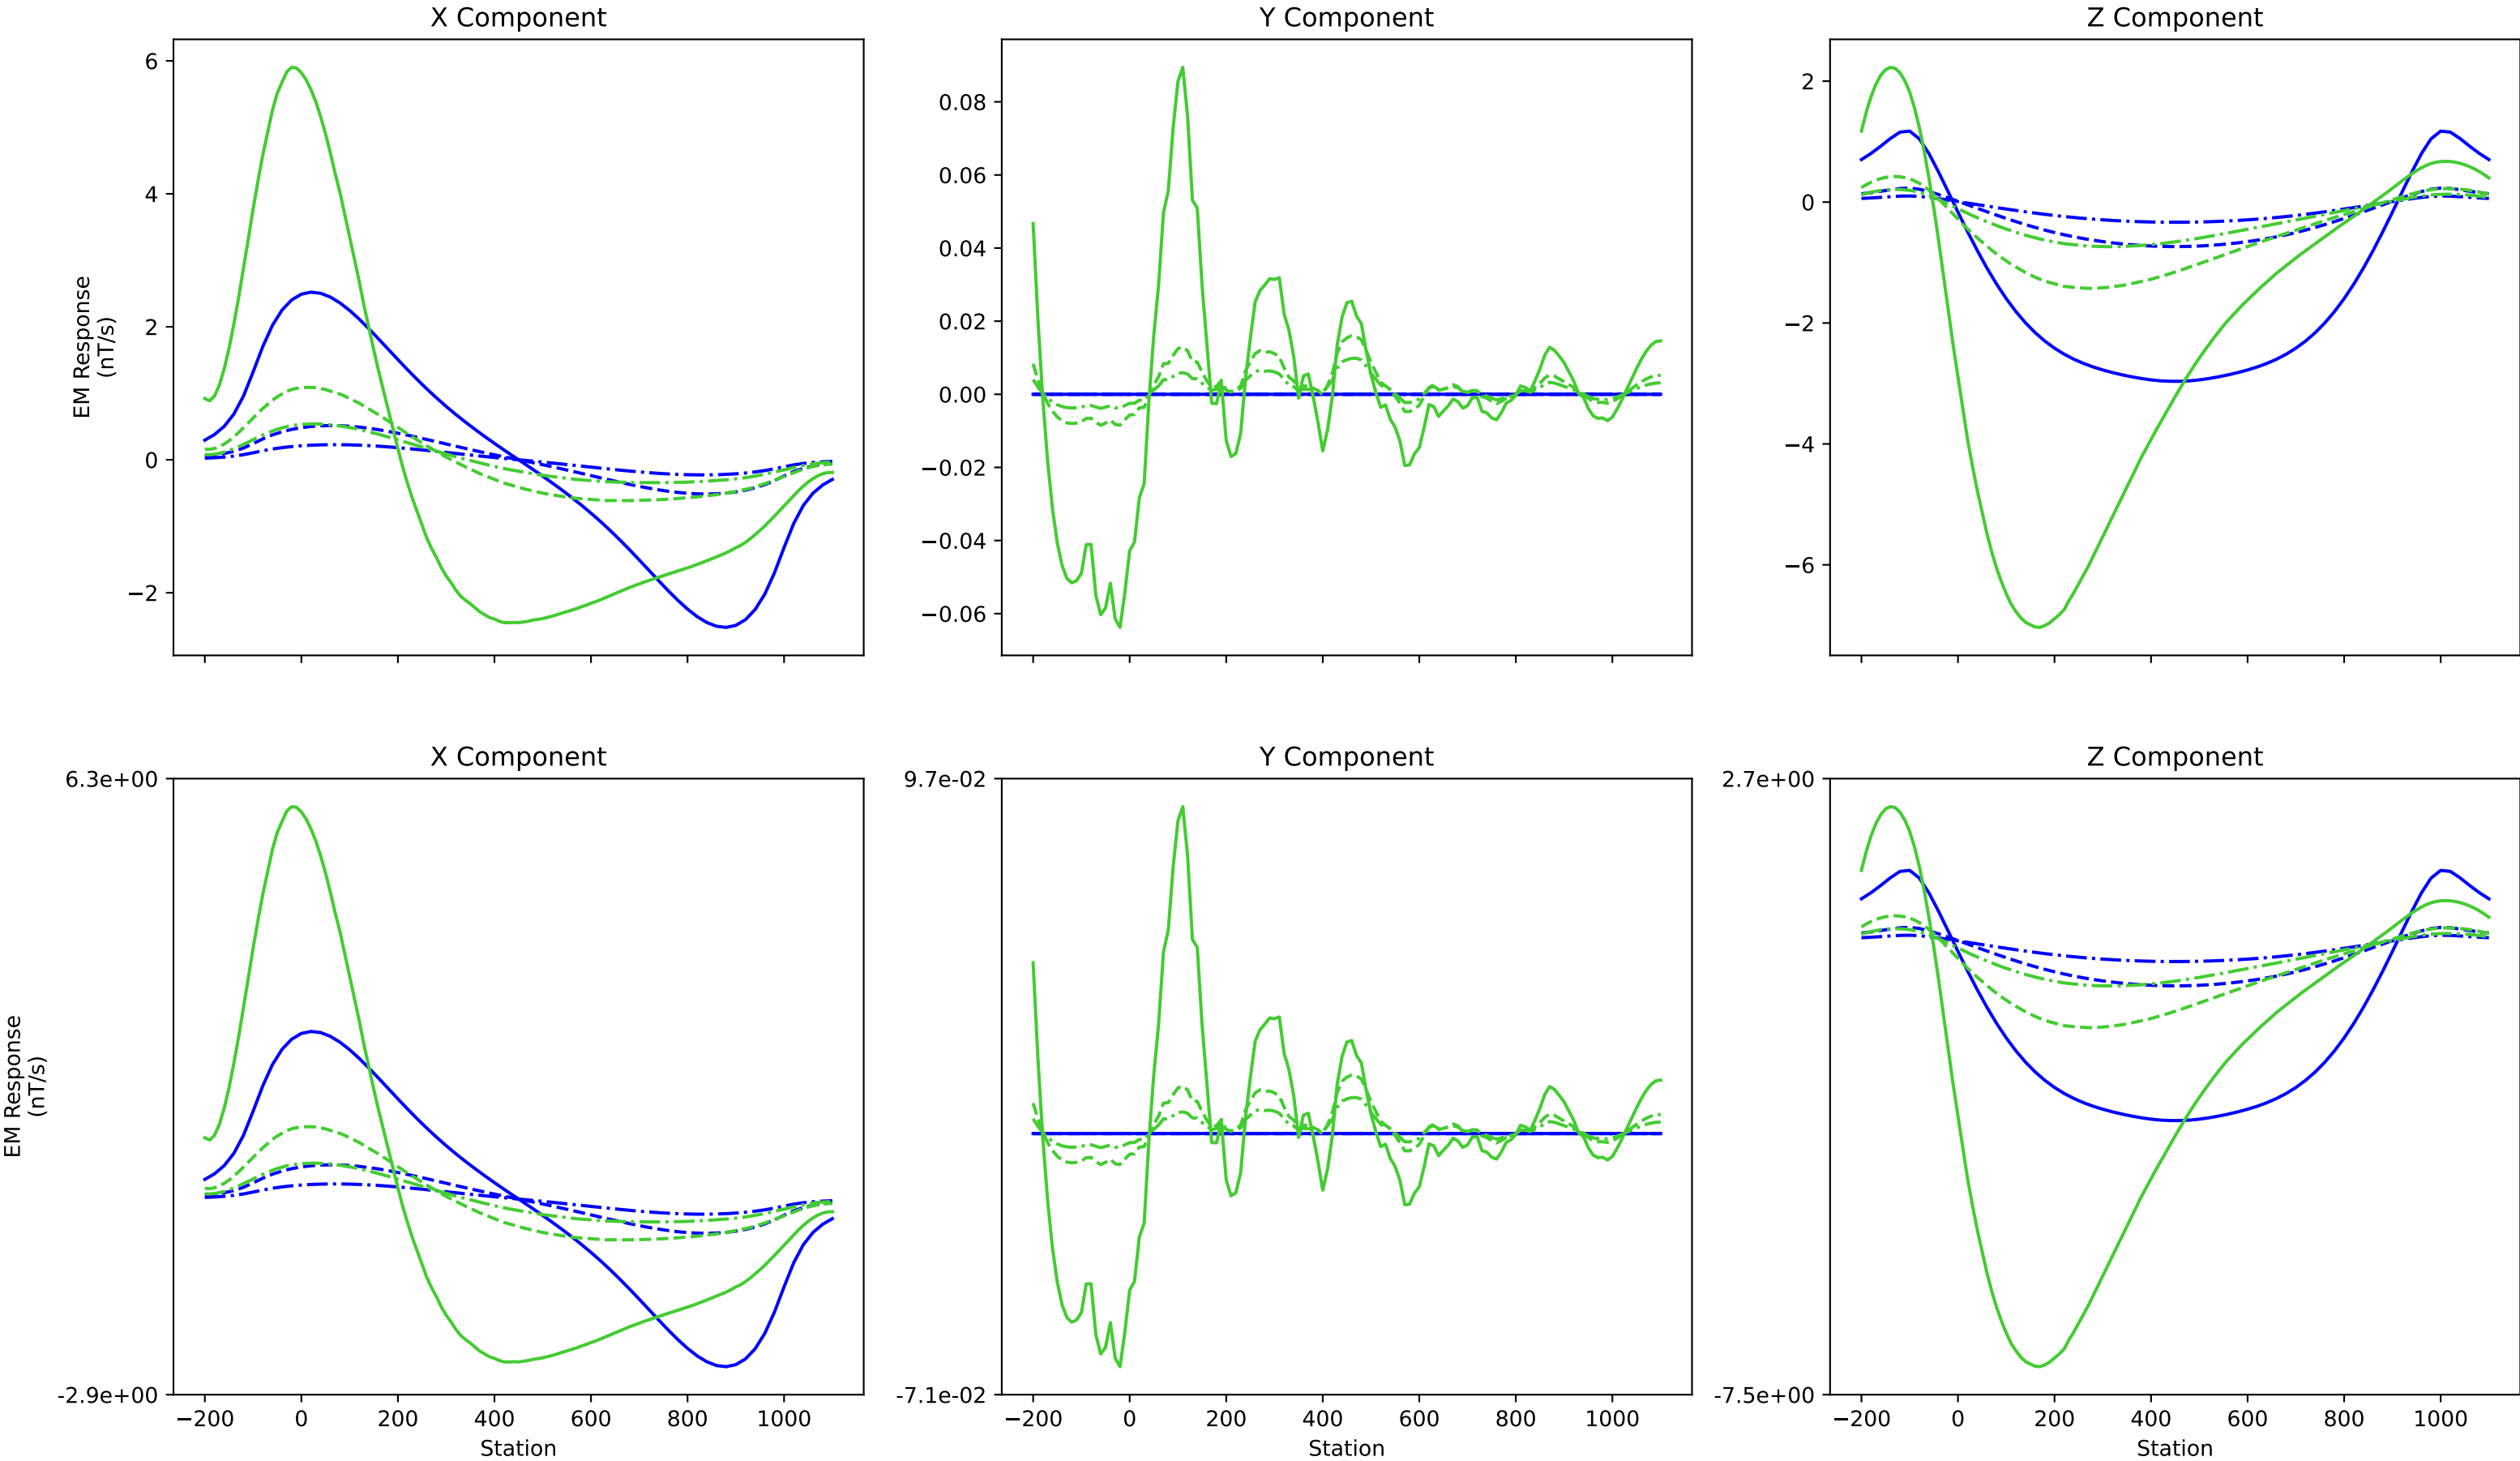 X Component
Y Component
Z Component
6
4
2
0
−2
EM Response
(nT/s)
0.08
0.06
0.04
0.02
0.00
−0.02
−0.04
−0.06
2
0
−2
−4
−6
X Component
Y Component
Z Component
6.3e+00
-2.9e+00
EM Response
(nT/s)
−200 0 200 400 600 800 1000
Station
9.7e-02
-7.1e-02
−200 0 200 400 600 800 1000
Station
2.7e+00
-7.5e+00
−200 0 200 400 600 800 1000
Station